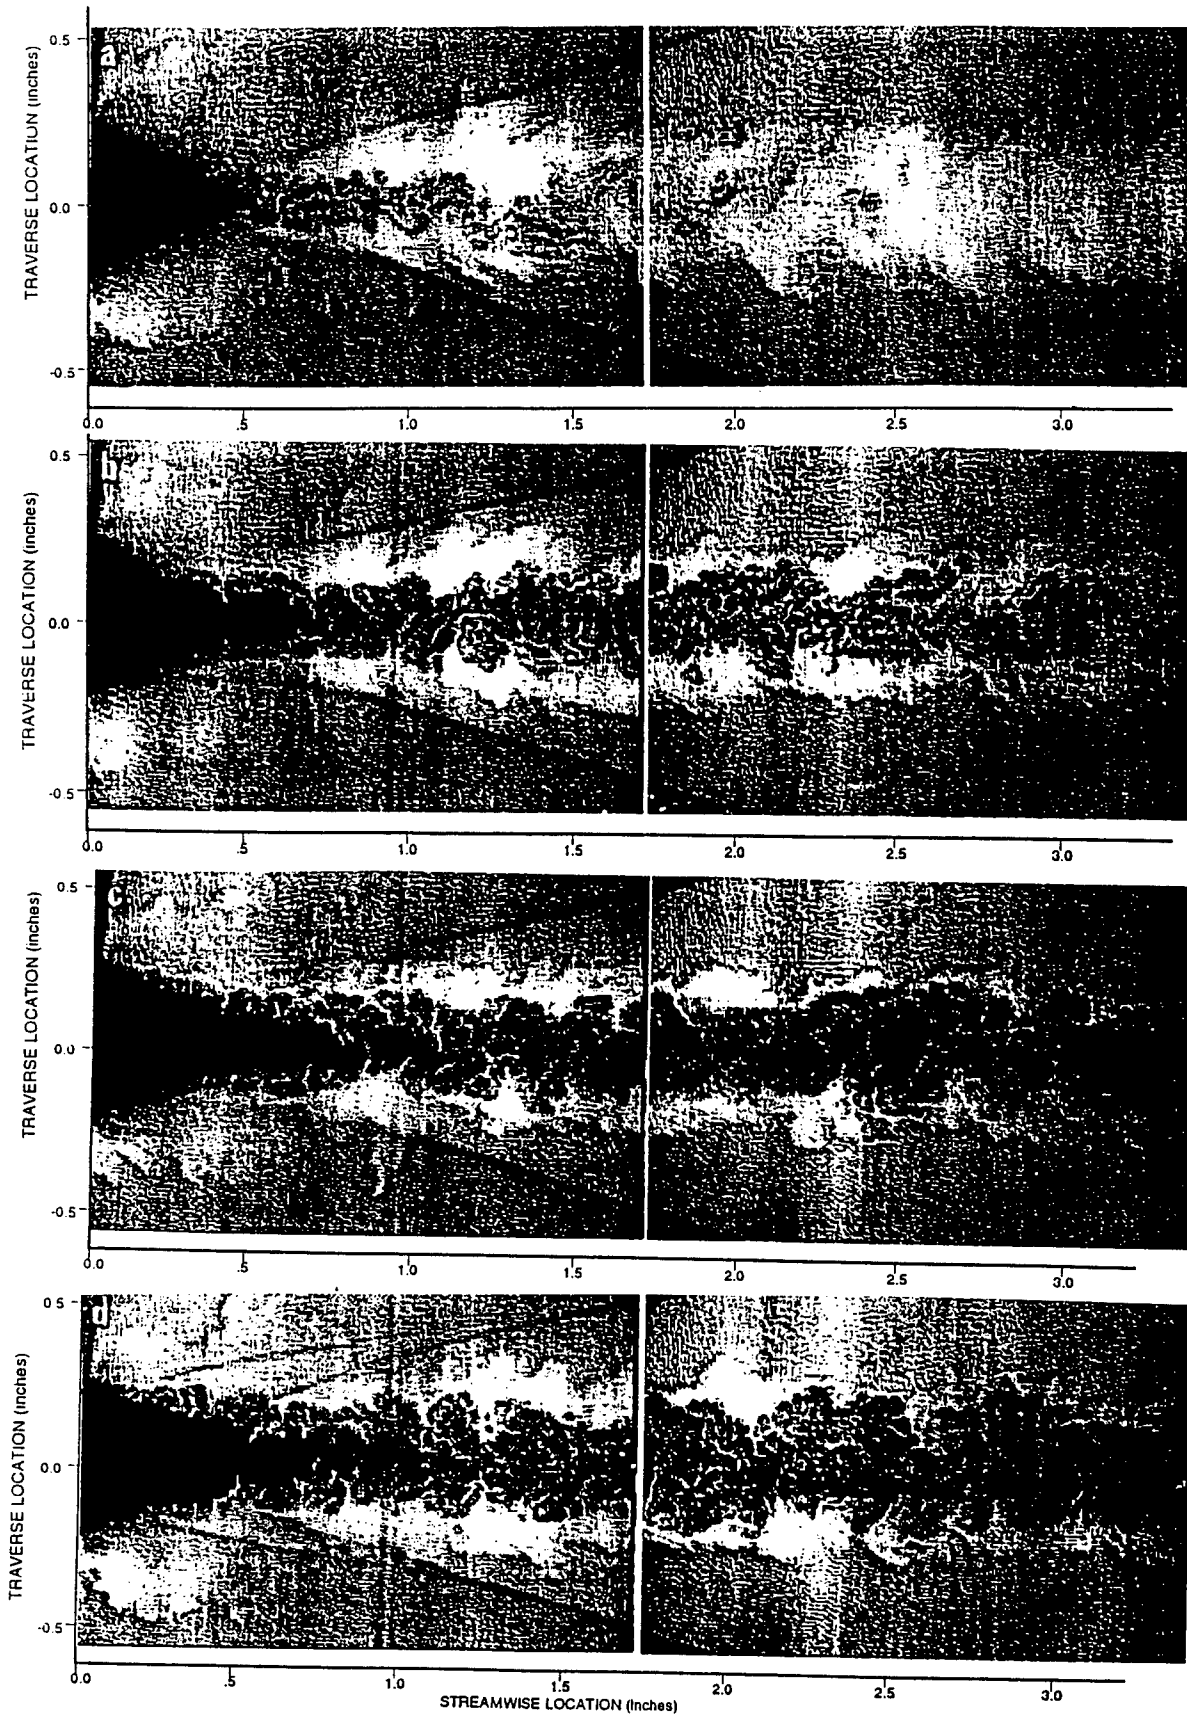 a
0.5
0.0
-0.5
TRAVERSE LOCATIUN (inches)
0.0 .5 1.0 1.5 2.0 2.5 3.0
b
0.5
0.0
-0.5
TRAVERSE LOCATION (inches)
0.0 .5 1.0 1.5 2.0 2.5 3.0
c
0.5
0.0
-0.5
TRAVERSE LOCATION (inches)
0.0 .5 1.0 1.5 2.0 2.5 3.0
d
0.5
0.0
-0.5
TRAVERSE LOCATION (inches)
0.0 .5 1.0 1.5 2.0 2.5 3.0
STREAMWISE LOCATION (Inches)